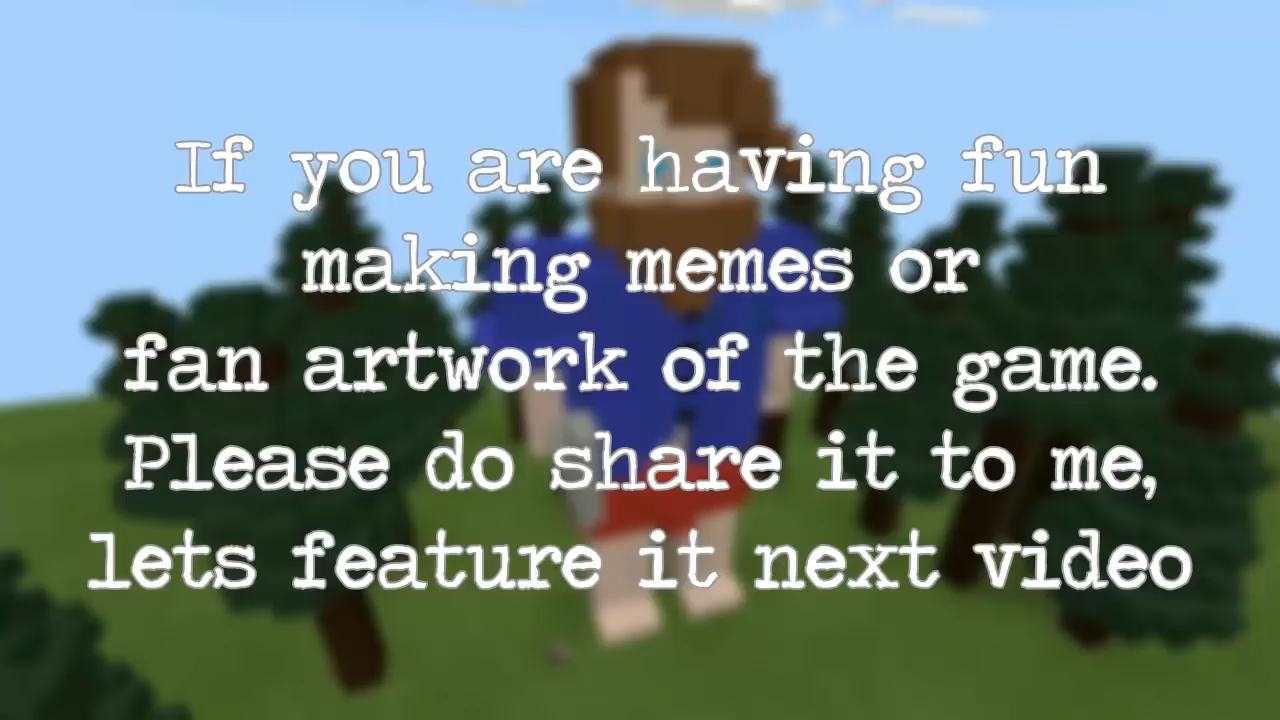 If you are having fun
making memes or
fan artwork of the game.
Please do share it to me,
lets feature it next video